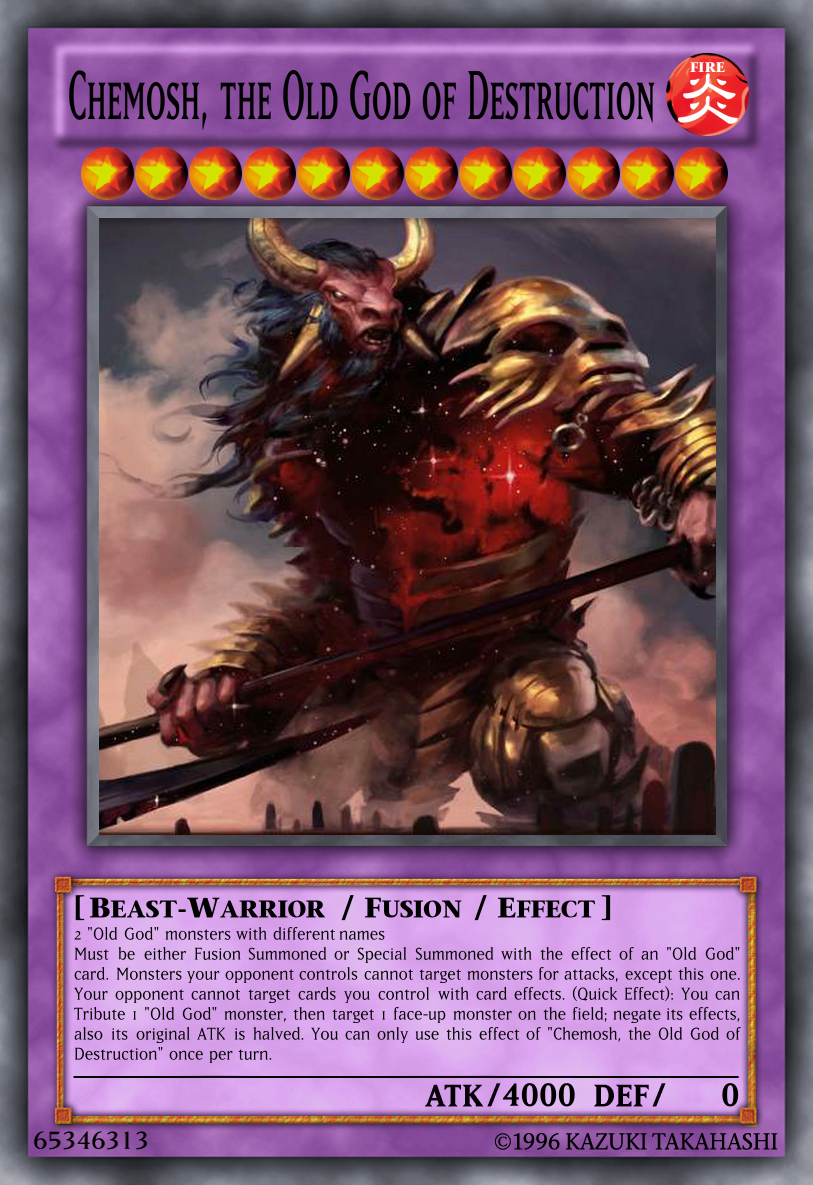 Chemosh, the Old God of Destruction
FIRE
炎
[ Beast-Warrior / Fusion / Effect ]
2 "Old God" monsters with different names
Must be either Fusion Summoned or Special Summoned with the effect of an "Old God"
card. Monsters your opponent controls cannot target monsters for attacks, except this one.
Your opponent cannot target cards you control with card effects. (Quick Effect): You can
Tribute 1 "Old God" monster, then target 1 face-up monster on the field; negate its effects,
also its original ATK is halved. You can only use this effect of "Chemosh, the Old God of
Destruction" once per turn.
ATK/4000 DEF/ 0
65346313
©1996 KAZUKI TAKAHASHI